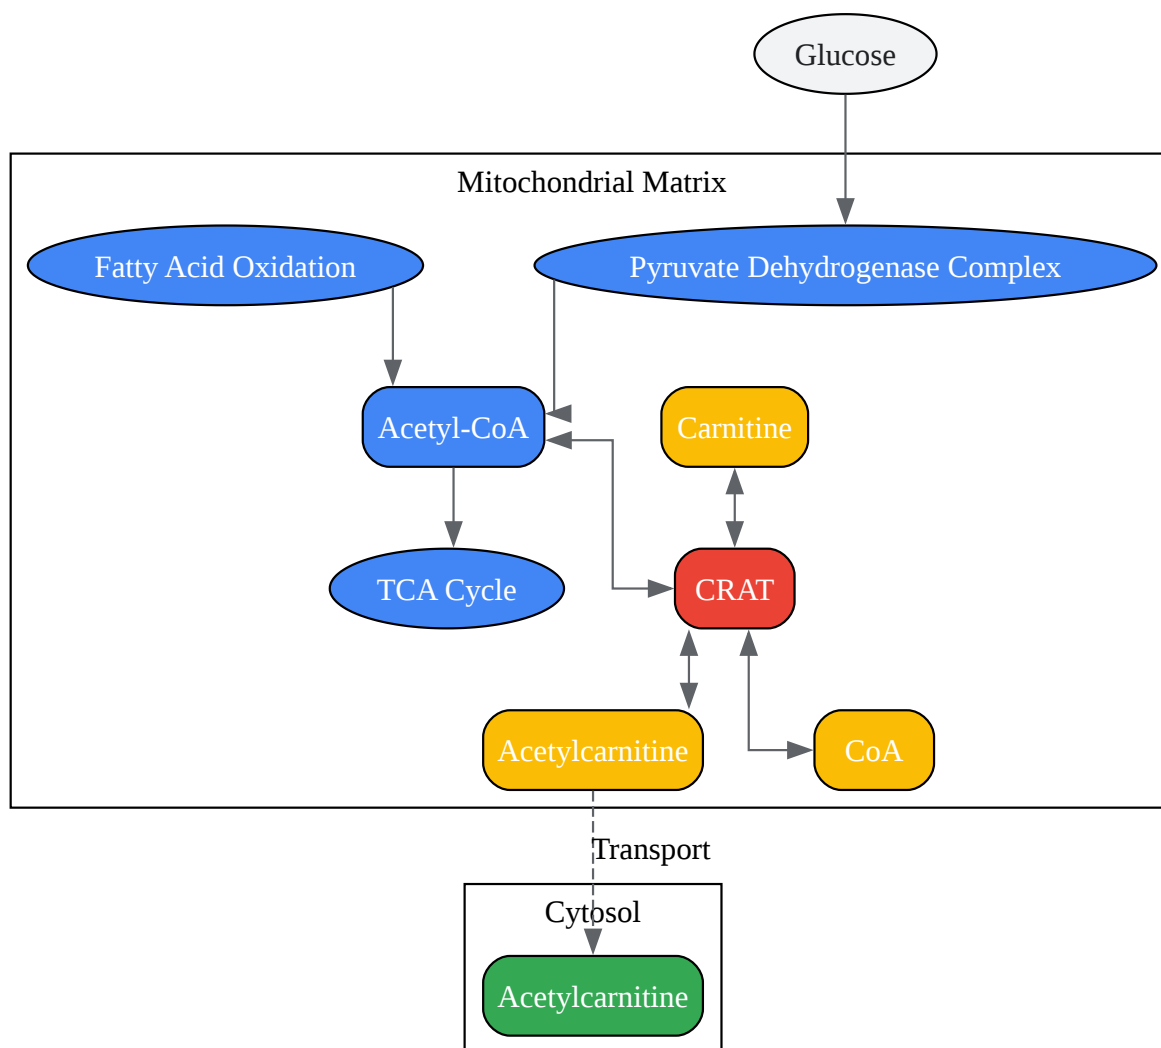 Glucose
Mitochondrial Matrix
Fatty Acid Oxidation
Pyruvate Dehydrogenase Complex
Acetyl-CoA
Carnitine
TCA Cycle
CRAT
Acetylcarnitine
CoA
Transport
Cytosol
Acetylcarnitine